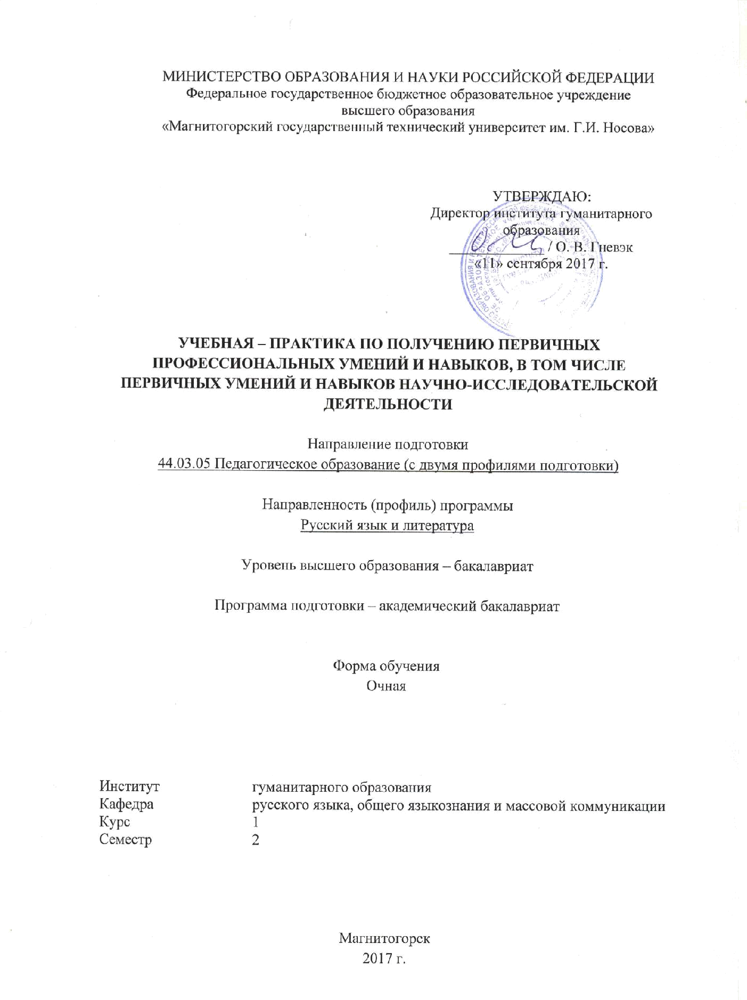 МИНИСТЕРСТВО ОБРАЗОВАНИЯ И НАУКИ РОССИЙСКОЙ ФЕДЕРАЦИИ
Федеральное государственное бюджетное образовательное учреждение
высшего образования
«Магнитогорский государственный технический университет им. Г.И. Носова»
УТВЕРЖДАЮ:
Директор института гуманитарного
образования
/ О. В. Гневэк
«11» сентября 2017 г.
УЧЕБНАЯ – ПРАКТИКА ПО ПОЛУЧЕНИЮ ПЕРВИЧНЫХ
ПРОФЕССИОНАЛЬНЫХ УМЕНИЙ И НАВЫКОВ, В ТОМ ЧИСЛЕ
ПЕРВИЧНЫХ УМЕНИЙ И НАВЫКОВ НАУЧНО-ИССЛЕДОВАТЕЛЬСКОЙ
ДЕЯТЕЛЬНОСТИ
Направление подготовки
44.03.05 Педагогическое образование (с двумя профилями подготовки)
Направленность (профиль) программы
Русский язык и литература
Уровень высшего образования – бакалавриат
Программа подготовки – академический бакалавриат
Форма обучения
Очная
Институт гуманитарного образования
Кафедра русского языка, общего языкознания и массовой коммуникации
Курс 1
Семестр 2
Магнитогорск
2017 г.